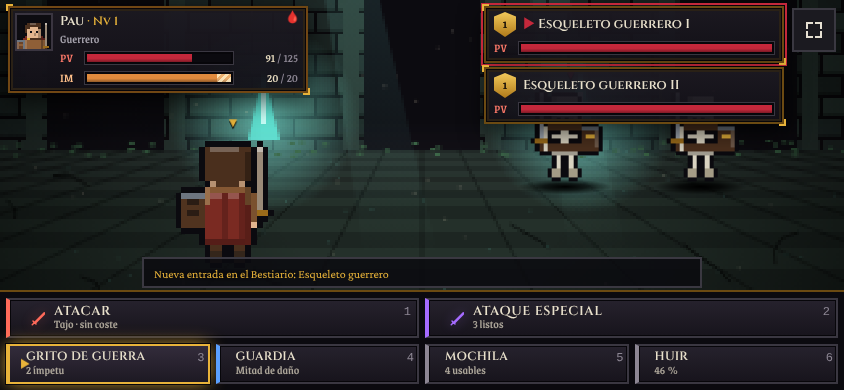 Pau · Nv 1
Guerrero
PV 91 / 125
IM 20 / 20
1 Esqueleto guerrero I
PV
1 Esqueleto guerrero II
PV
Nueva entrada en el Bestiario: Esqueleto guerrero
ATACAR 1
Tajo · sin coste
ATAQUE ESPECIAL 2
3 listos
GRITO DE GUERRA 3
2 ímpetu
GUARDIA 4
Mitad de daño
MOCHILA 5
4 usables
HUIR 6
46 %